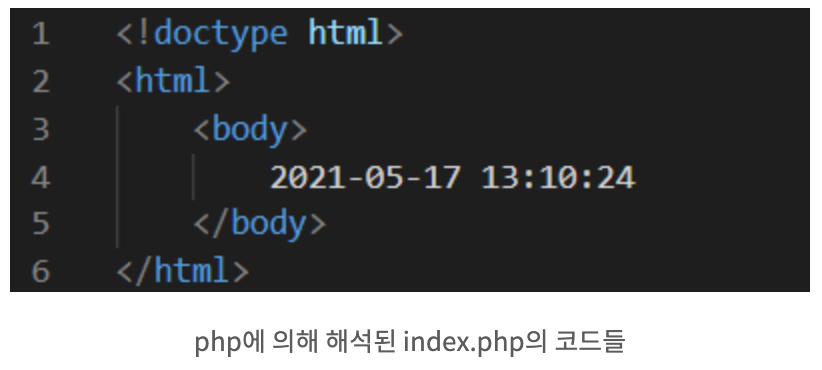 1 <!doctype html>
2 <html>
3 <body>
4 2021-05-17 13:10:24
5 </body>
6 </html>
php에 의해 해석된 index.php의 코드들